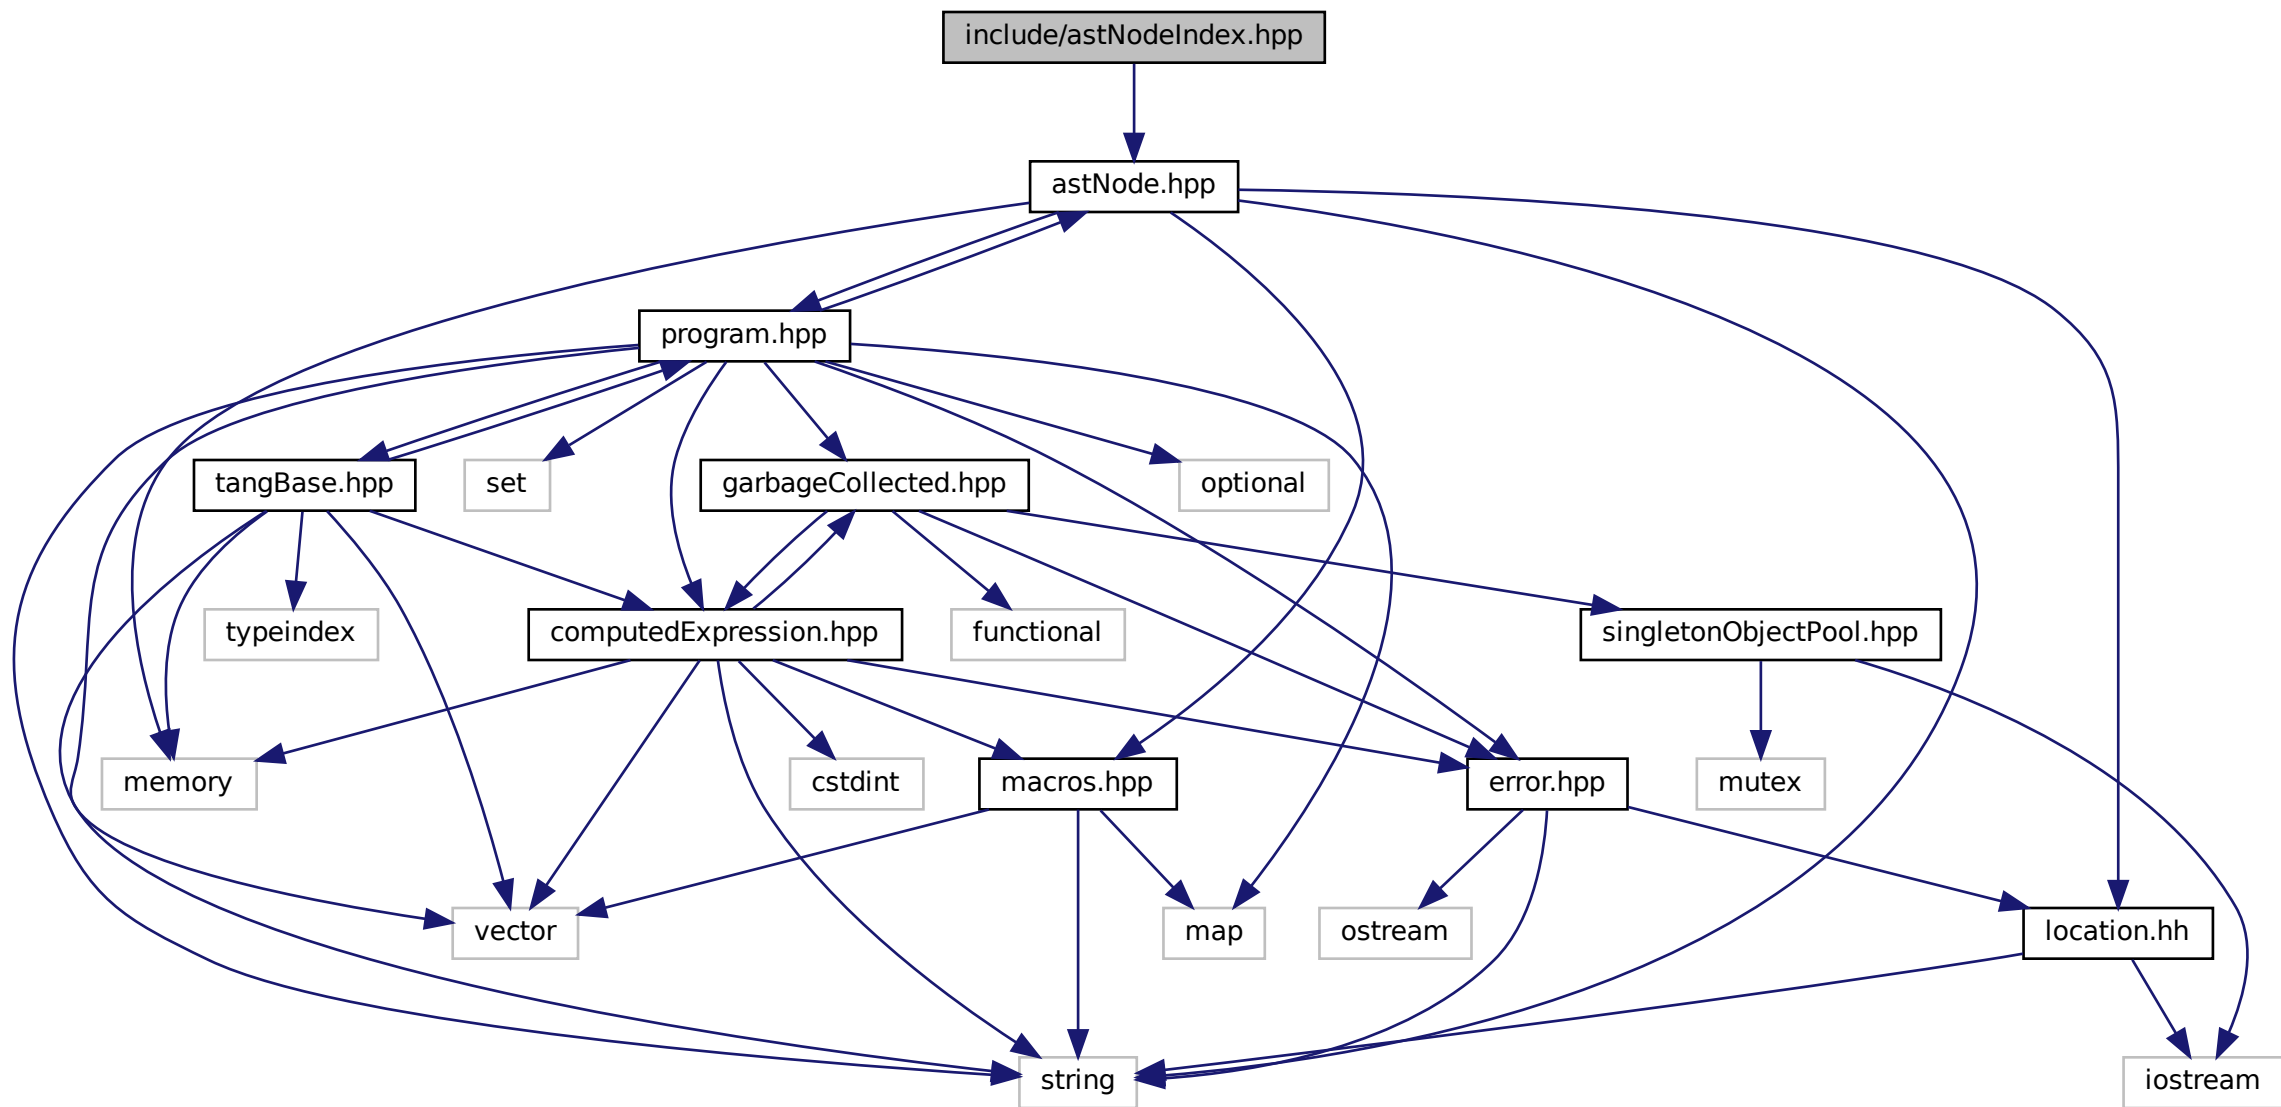 include/astNodeIndex.hpp
astNode.hpp
program.hpp
tangBase.hpp
set
garbageCollected.hpp
optional
typeindex
computedExpression.hpp
functional
singletonObjectPool.hpp
memory
cstdint
macros.hpp
error.hpp
mutex
vector
map
ostream
location.hh
string
iostream